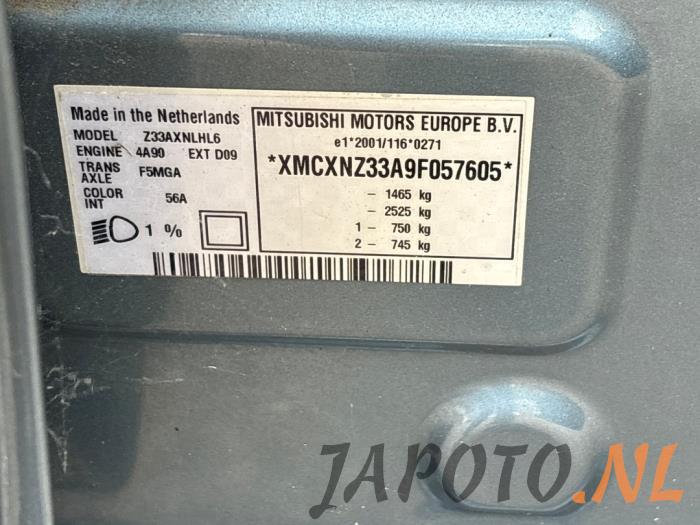 Made in the Netherlands
MODEL Z33AXNLHL6
ENGINE 4A90 EXT D09
TRANS AXLE F5MGA
COLOR INT 56A
1 %
MITSUBISHI MOTORS EUROPE B.V.
e1*2001/116*0271
*XMCXNZ33A9F057605*
– 1465 kg
– 2525 kg
1 – 750 kg
2 – 745 kg
JAPOTO.NL